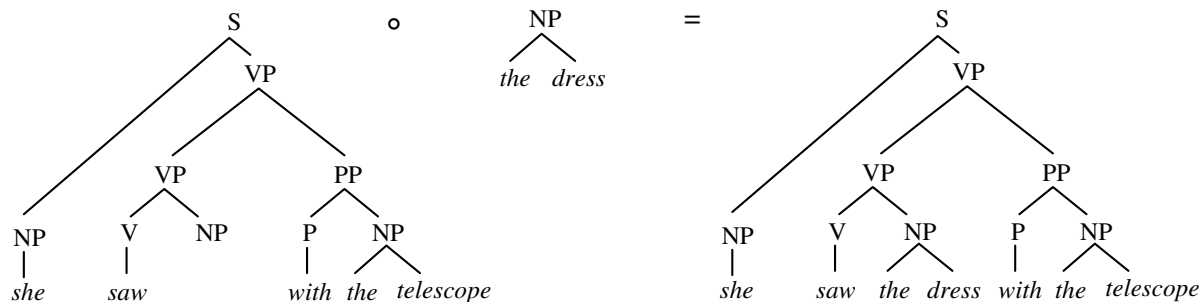 S ∘ NP = S
the dress
VP VP
VP PP VP PP
NP V NP P NP NP V NP P NP
she saw with the telescope she saw the dress with the telescope